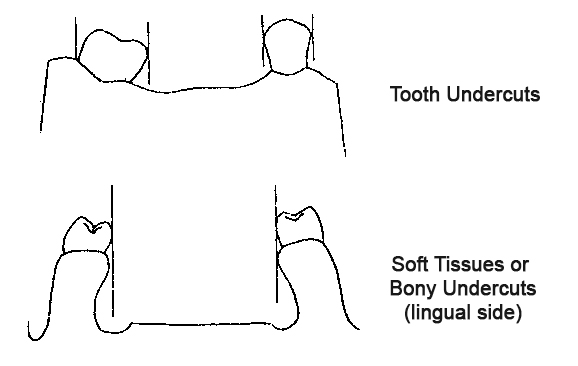 Tooth Undercuts
Soft Tissues or
Bony Undercuts
(lingual side)